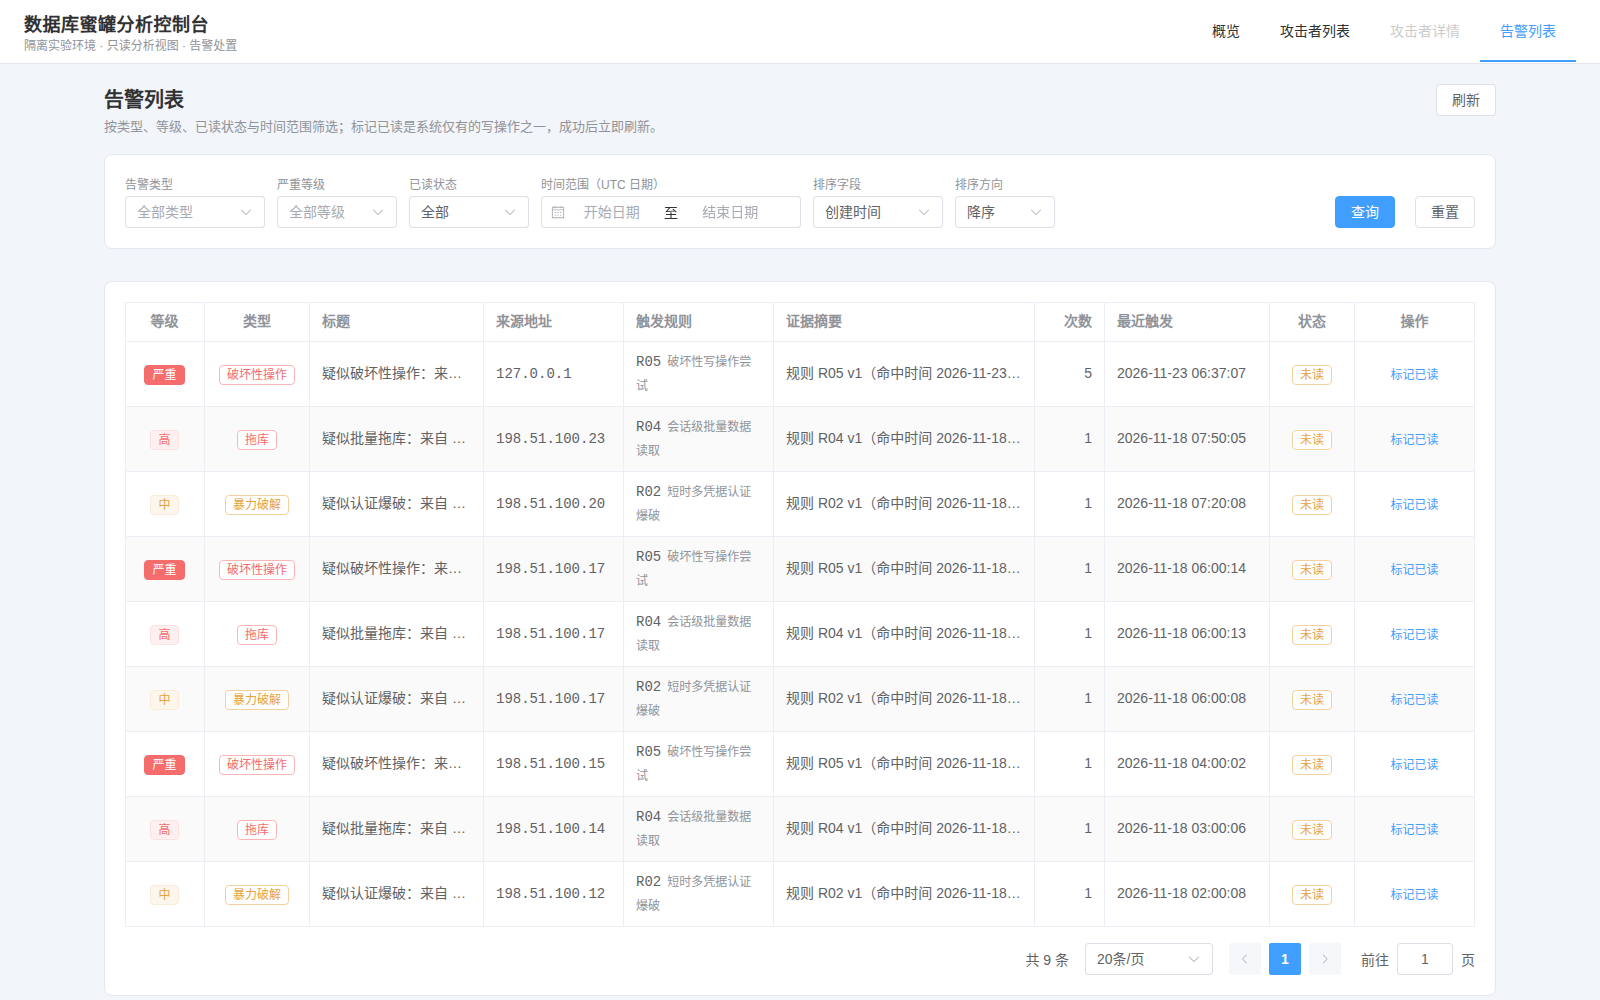 数据库蜜罐分析控制台
隔离实验环境 · 只读分析视图 · 告警处置
概览 攻击者列表 攻击者详情 告警列表
告警列表
刷新
按类型、等级、已读状态与时间范围筛选；标记已读是系统仅有的写操作之一，成功后立即刷新。
告警类型 严重等级 已读状态 时间范围（UTC 日期） 排序字段 排序方向
全部类型 全部等级 全部 开始日期 至 结束日期 创建时间 降序 查询 重置
等级 类型 标题 来源地址 触发规则 证据摘要 次数 最近触发 状态 操作
严重 破坏性操作 疑似破坏性操作：来… 127.0.0.1 R05 破坏性写操作尝试 规则 R05 v1（命中时间 2026-11-23… 5 2026-11-23 06:37:07 未读 标记已读
高 拖库 疑似批量拖库：来自 … 198.51.100.23 R04 会话级批量数据读取 规则 R04 v1（命中时间 2026-11-18… 1 2026-11-18 07:50:05 未读 标记已读
中 暴力破解 疑似认证爆破：来自 … 198.51.100.20 R02 短时多凭据认证爆破 规则 R02 v1（命中时间 2026-11-18… 1 2026-11-18 07:20:08 未读 标记已读
严重 破坏性操作 疑似破坏性操作：来… 198.51.100.17 R05 破坏性写操作尝试 规则 R05 v1（命中时间 2026-11-18… 1 2026-11-18 06:00:14 未读 标记已读
高 拖库 疑似批量拖库：来自 … 198.51.100.17 R04 会话级批量数据读取 规则 R04 v1（命中时间 2026-11-18… 1 2026-11-18 06:00:13 未读 标记已读
中 暴力破解 疑似认证爆破：来自 … 198.51.100.17 R02 短时多凭据认证爆破 规则 R02 v1（命中时间 2026-11-18… 1 2026-11-18 06:00:08 未读 标记已读
严重 破坏性操作 疑似破坏性操作：来… 198.51.100.15 R05 破坏性写操作尝试 规则 R05 v1（命中时间 2026-11-18… 1 2026-11-18 04:00:02 未读 标记已读
高 拖库 疑似批量拖库：来自 … 198.51.100.14 R04 会话级批量数据读取 规则 R04 v1（命中时间 2026-11-18… 1 2026-11-18 03:00:06 未读 标记已读
中 暴力破解 疑似认证爆破：来自 … 198.51.100.12 R02 短时多凭据认证爆破 规则 R02 v1（命中时间 2026-11-18… 1 2026-11-18 02:00:08 未读 标记已读
共 9 条 20条/页 1 前往 1 页